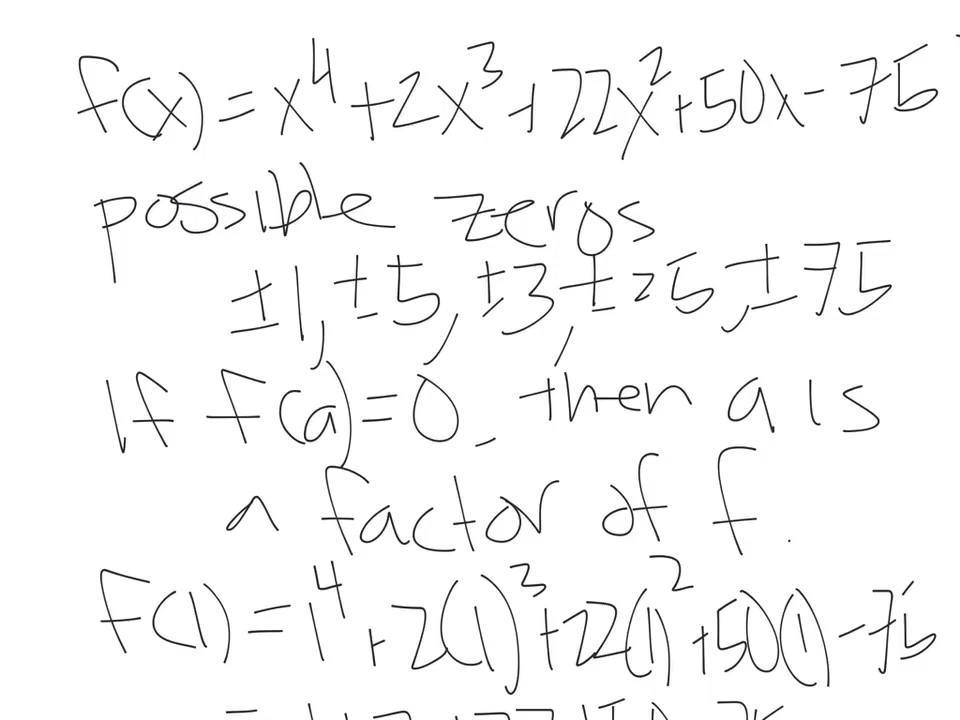 f(x) = x⁴ + 2x³ + 22x² + 50x - 75
possible zeros
±1, ±5, ±3, ±25, ±75
If f(a) = 0, then a is
a factor of f.
f(1) = 1⁴ + 2(1)³ + 22(1)² + 50(1) - 75